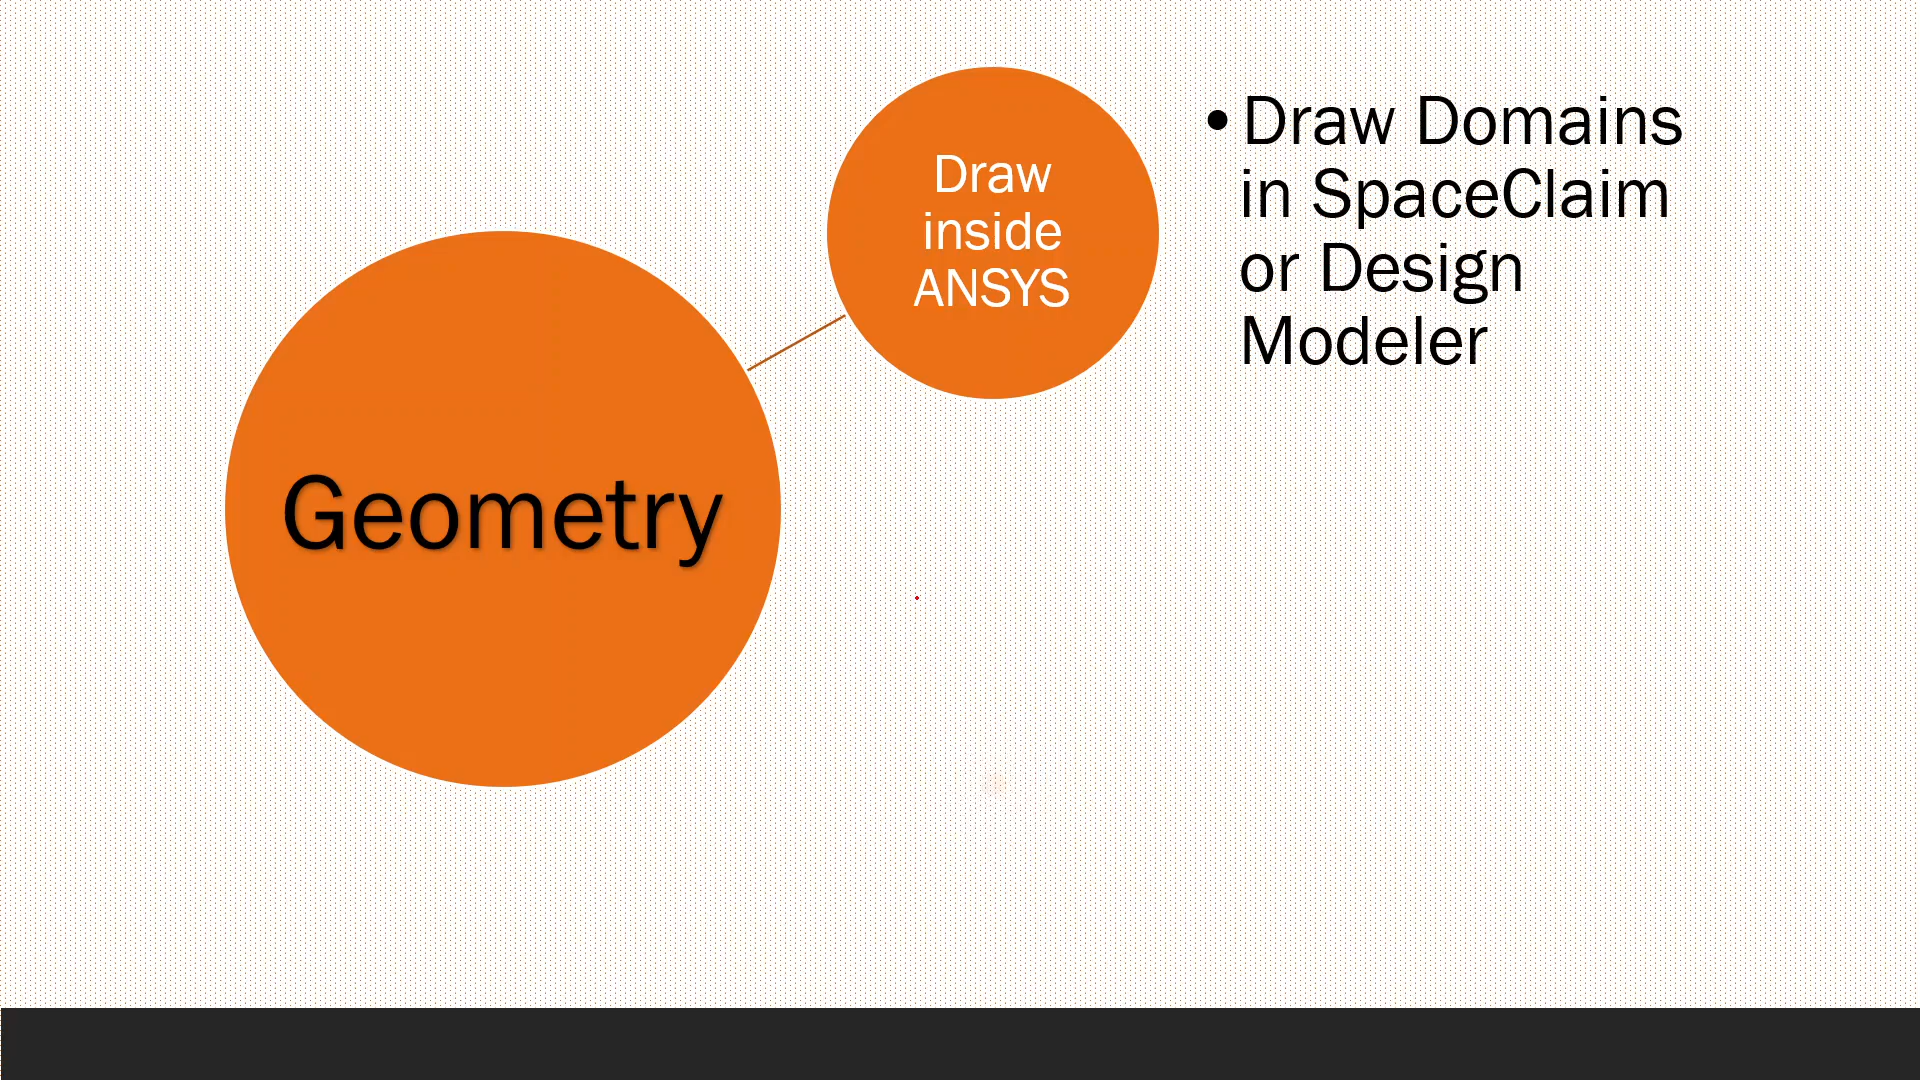 Geometry
Draw
inside
ANSYS
• Draw Domains
in SpaceClaim
or Design
Modeler